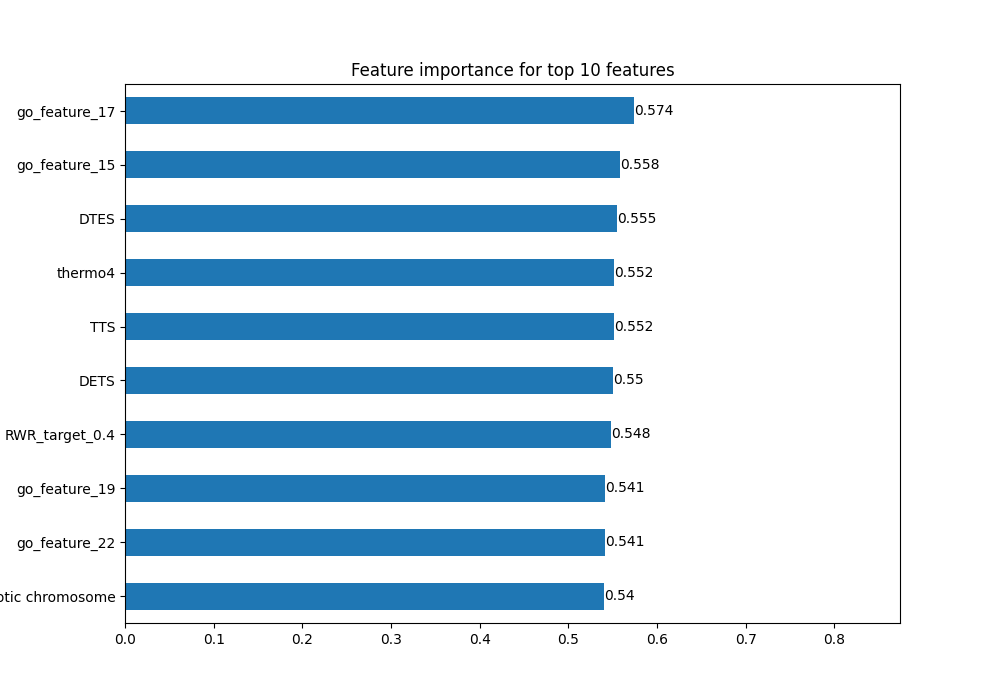 Feature importance for top 10 features
go_feature_17 0.574
go_feature_15 0.558
DTES 0.555
thermo4 0.552
TTS 0.552
DETS 0.55
RWR_target_0.4 0.548
go_feature_19 0.541
go_feature_22 0.541
chromosome 0.54
0.0 0.1 0.2 0.3 0.4 0.5 0.6 0.7 0.8